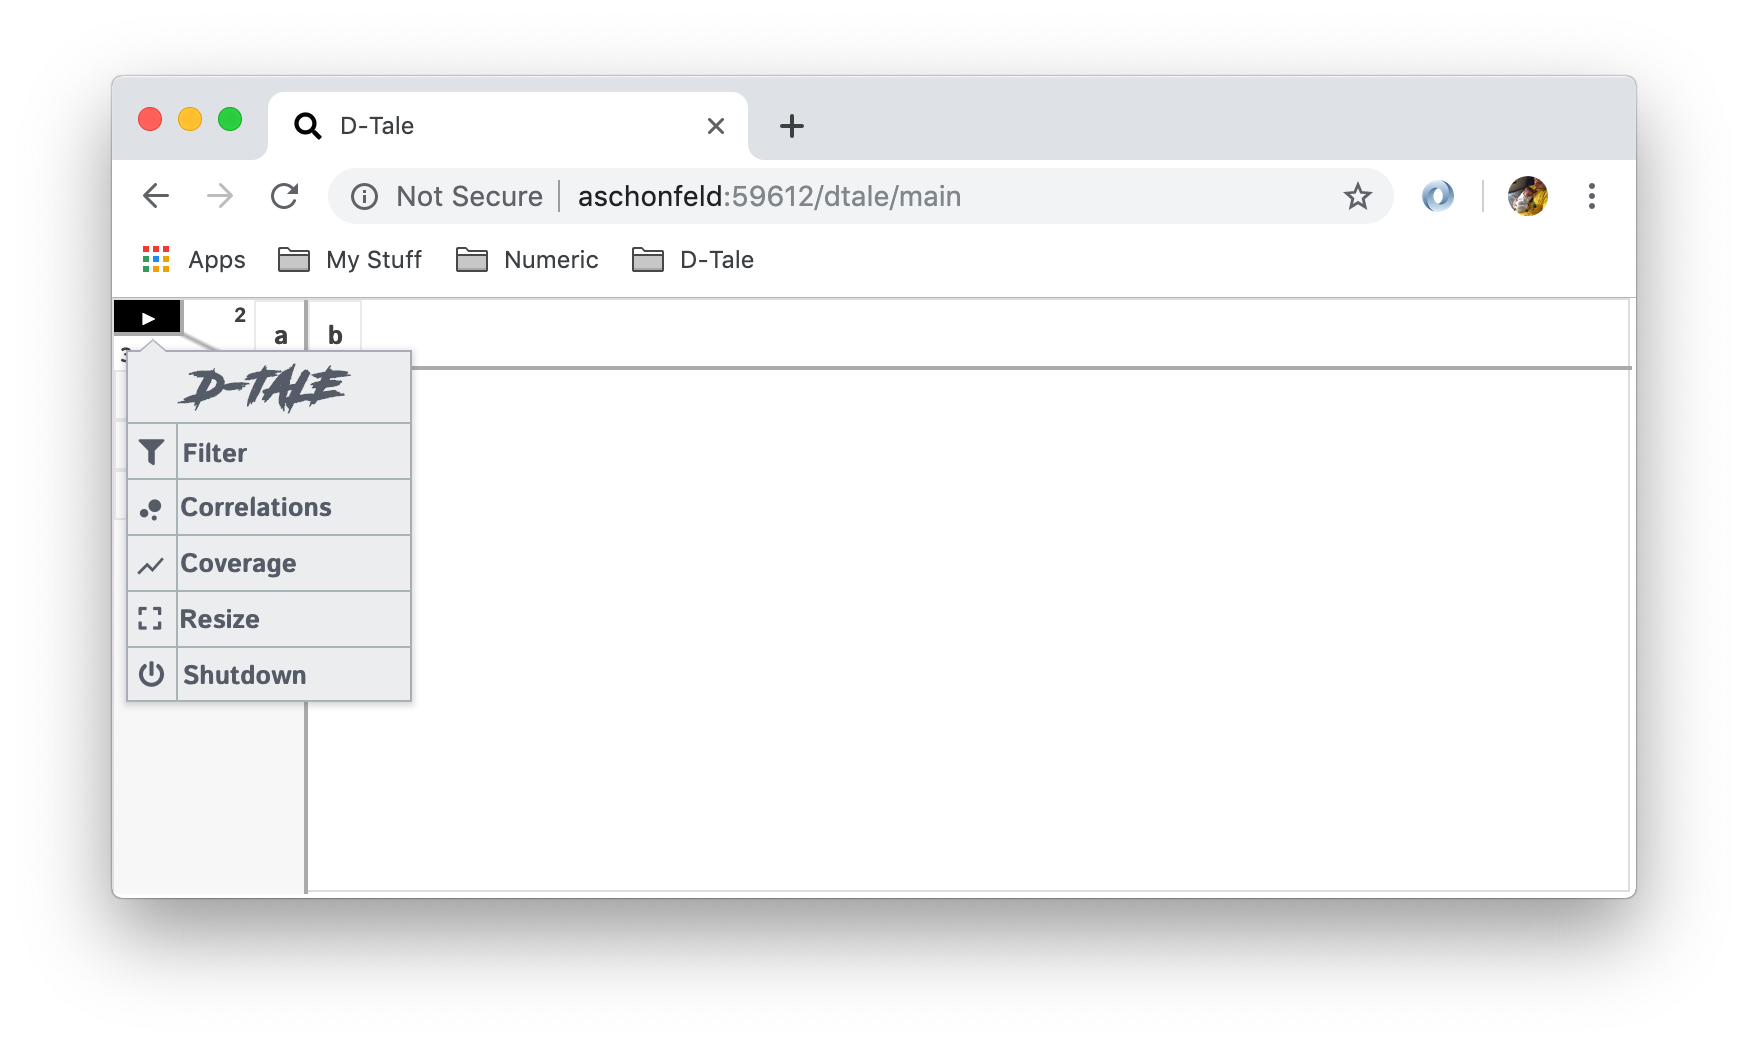 D-Tale
Not Secure
aschonfeld:59612/dtale/main
Apps
My Stuff
Numeric
D-Tale
2
a
b
3
D-TALE
Filter
Correlations
Coverage
Resize
Shutdown